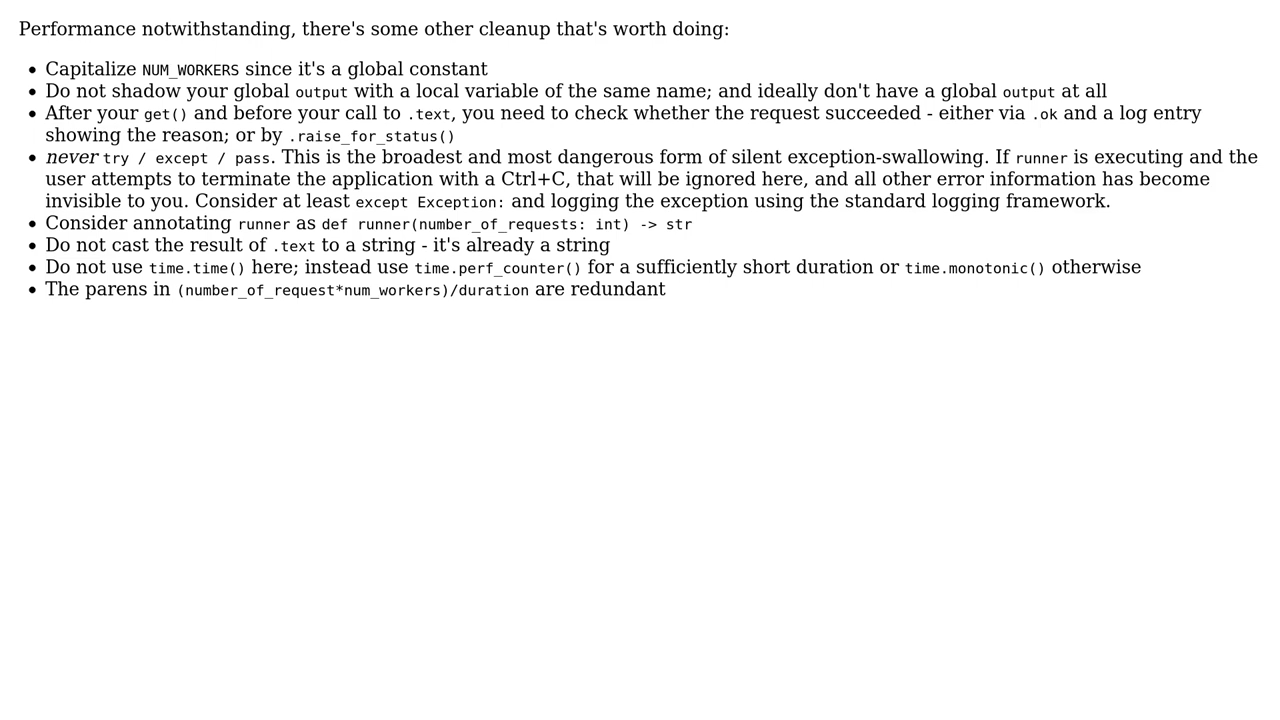 Performance notwithstanding, there's some other cleanup that's worth doing:
• Capitalize NUM_WORKERS since it's a global constant
• Do not shadow your global output with a local variable of the same name; and ideally don't have a global output at all
• After your get() and before your call to .text, you need to check whether the request succeeded - either via .ok and a log entry
showing the reason; or by .raise_for_status()
• never try / except / pass. This is the broadest and most dangerous form of silent exception-swallowing. If runner is executing and the
user attempts to terminate the application with a Ctrl+C, that will be ignored here, and all other error information has become
invisible to you. Consider at least except Exception: and logging the exception using the standard logging framework.
• Consider annotating runner as def runner(number_of_requests: int) -> str
• Do not cast the result of .text to a string - it's already a string
• Do not use time.time() here; instead use time.perf_counter() for a sufficiently short duration or time.monotonic() otherwise
• The parens in (number_of_request*num_workers)/duration are redundant